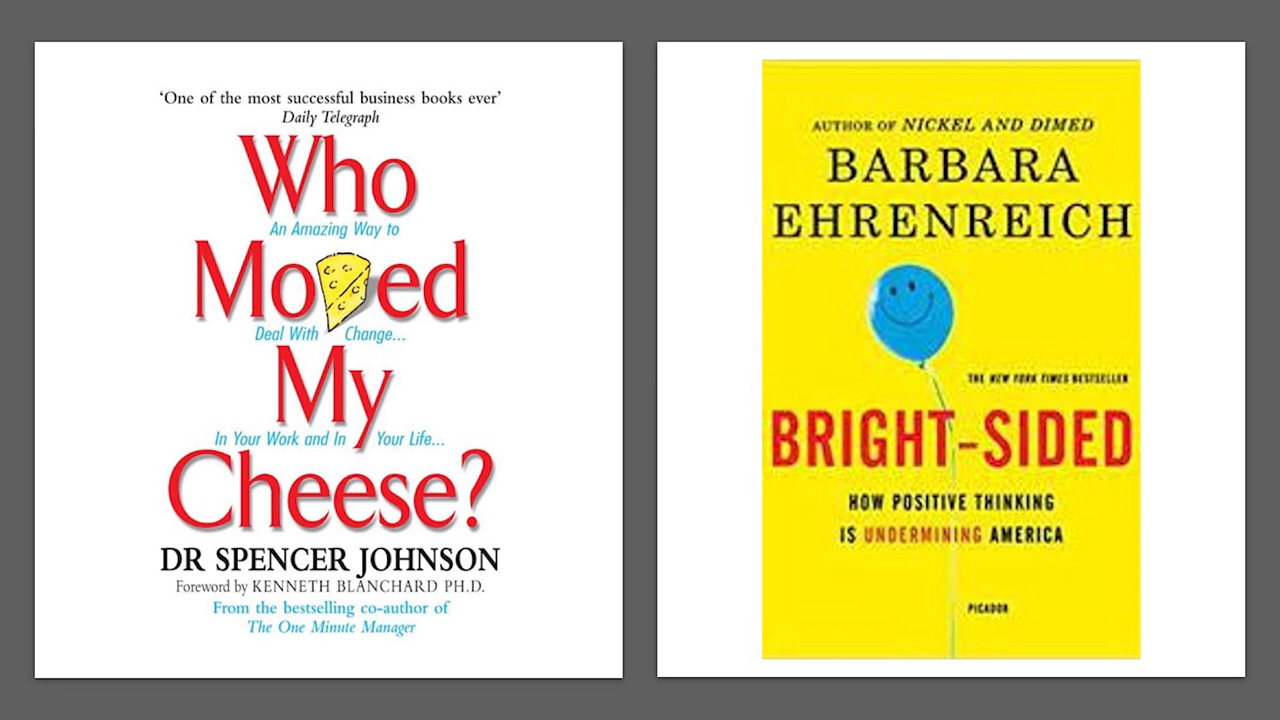 ‘One of the most successful business books ever’
Daily Telegraph
Who
An Amazing Way to
Moved
Deal With Change...
My
In Your Work and In Your Life...
Cheese?
DR SPENCER JOHNSON
Foreword by KENNETH BLANCHARD PH.D.
From the bestselling co-author of
The One Minute Manager
AUTHOR OF NICKEL AND DIMED
BARBARA
EHRENREICH
THE NEW YORK TIMES BESTSELLER
BRIGHT-SIDED
HOW POSITIVE THINKING
IS UNDERMINING AMERICA
PICADOR